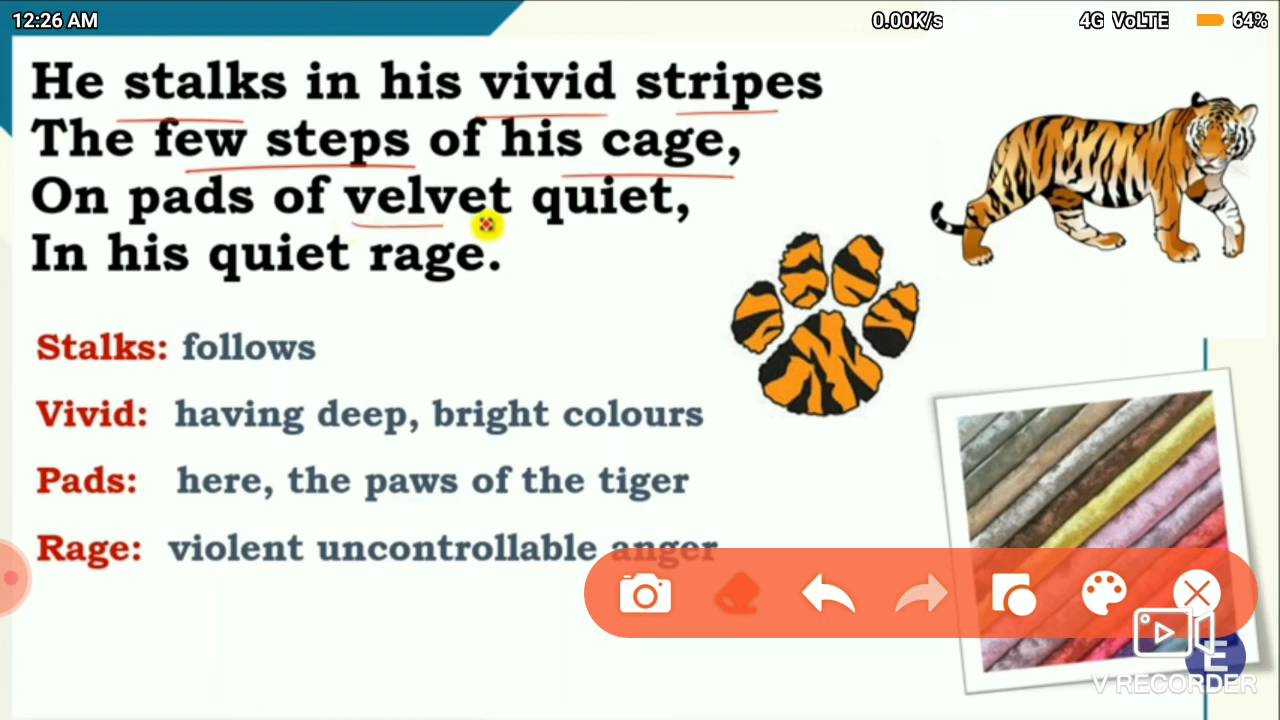 12:26 AM 0.00K/s 4G VoLTE 64%
He stalks in his vivid stripes
The few steps of his cage,
On pads of velvet quiet,
In his quiet rage.
Stalks: follows
Vivid: having deep, bright colours
Pads: here, the paws of the tiger
Rage: violent uncontrollable anger
E
V RECORDER